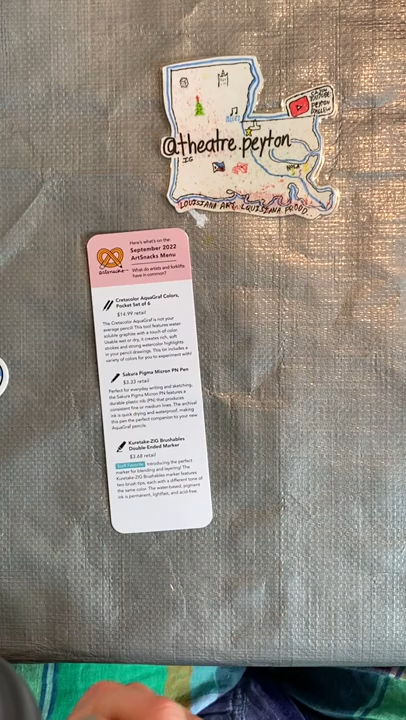 @theatre.peyton
IG
LOUISIANA ART LOUISIANA PROUD
artsnacks
Here's what's on the:
September 2022
ArtSnacks Menu
What do artists and forklifts
have in common?
Cretacolor AquaGraf Colors,
Pocket Set of 6
$14.99 retail
The Cretacolor AquaGraf is not your
average pencil! This tool features water-
soluble graphite with a touch of color.
Usable wet or dry, it creates rich, soft
strokes and strong watercolor highlights
in your pencil drawings. This tin includes a
variety of colors for you to experiment with!
Sakura Pigma Micron PN Pen
$3.33 retail
Perfect for everyday writing and sketching,
the Sakura Pigma Micron PN features a
durable plastic nib (PN) that produces
consistent fine or medium lines. The archival
ink is quick drying and waterproof, making
this pen the perfect companion to your new
AquaGraf pencils.
Kuretake-ZIG Brushables
Double-Ended Marker
$3.68 retail
Staff Favorite Introducing the perfect
marker for blending and layering! The
Kuretake-ZIG Brushables marker features
two brush tips, each with a different tone of
the same color. The water-based, pigment
ink is permanent, lightfast, and acid-free.